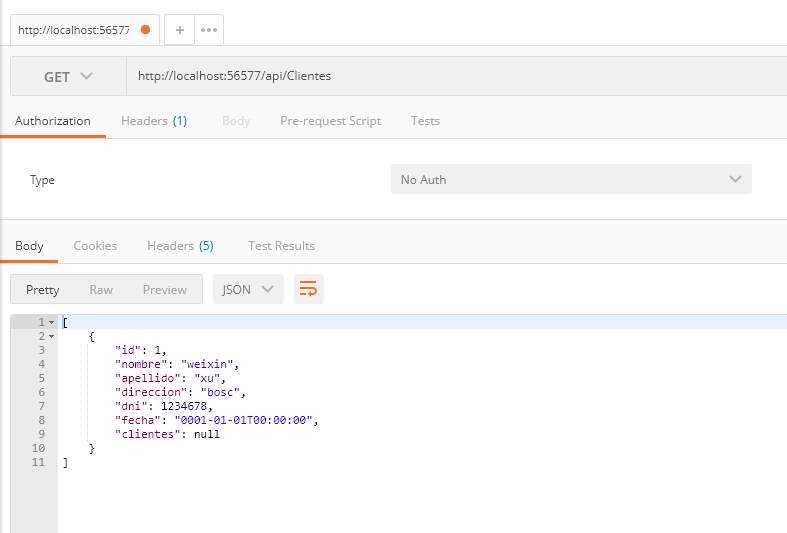 http://localhost:56577
+ •••
GET http://localhost:56577/api/Clientes
Authorization Headers (1) Body Pre-request Script Tests
Type No Auth
Body Cookies Headers (5) Test Results
Pretty Raw Preview JSON
1 [
2 {
3 "id": 1,
4 "nombre": "weixin",
5 "apellido": "xu",
6 "direccion": "bosc",
7 "dni": 1234678,
8 "fecha": "0001-01-01T00:00:00",
9 "clientes": null
10 }
11 ]